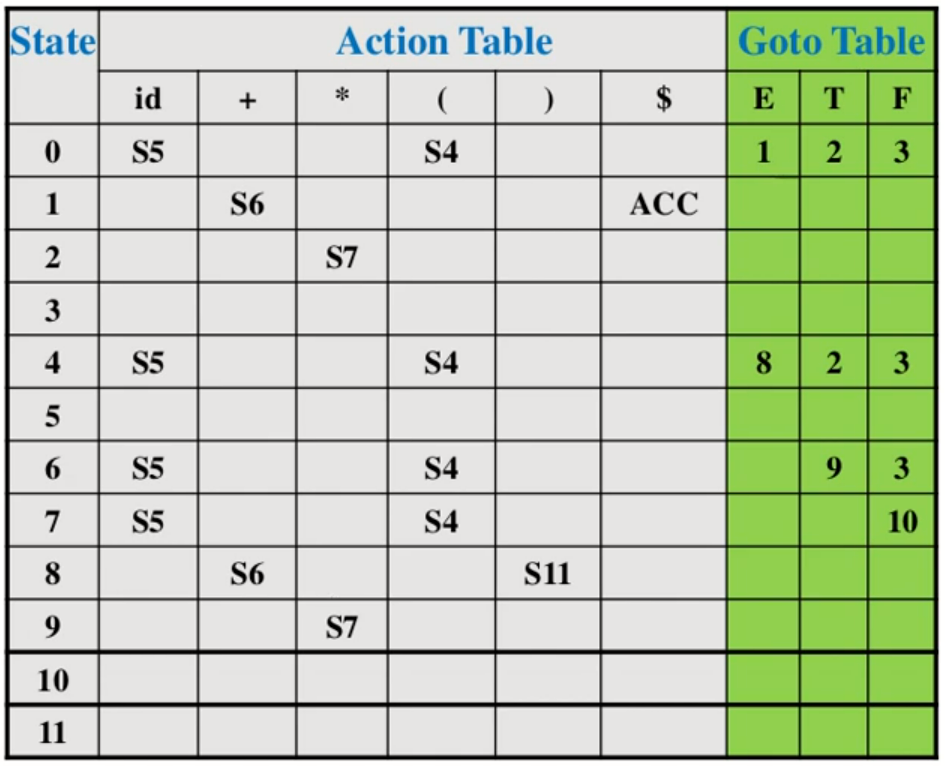 State Action Table Goto Table
id + * ( ) $ E T F
0 S5 S4 1 2 3
1 S6 ACC
2 S7
3
4 S5 S4 8 2 3
5
6 S5 S4 9 3
7 S5 S4 10
8 S6 S11
9 S7
10
11